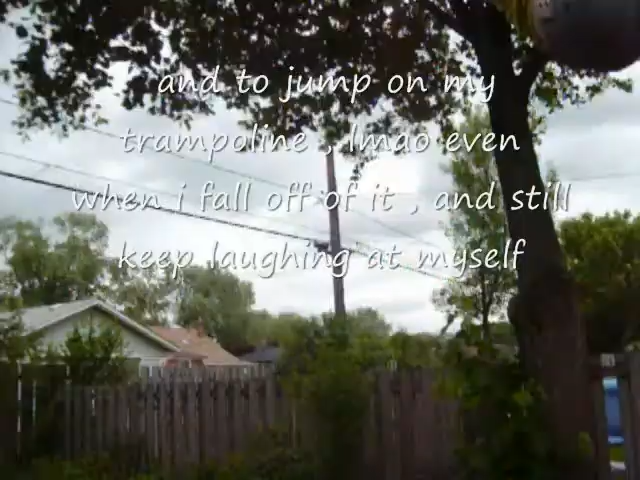 and to jump on my
trampoline , lmao even
when i fall off of it , and still
keep laughing at myself